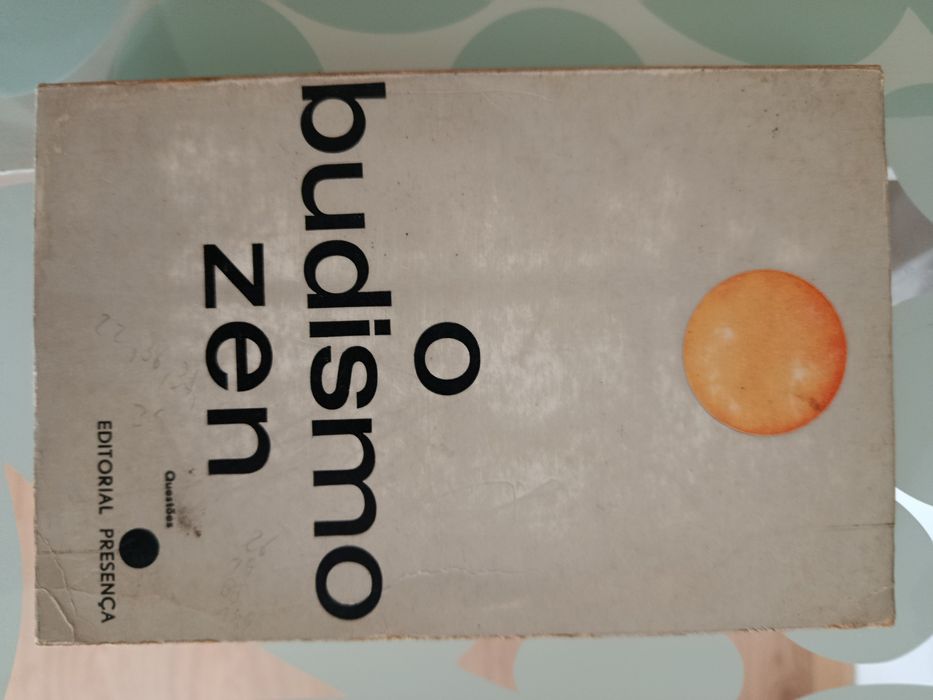 o
budismo
zen
Questões
EDITORIAL PRESENÇA